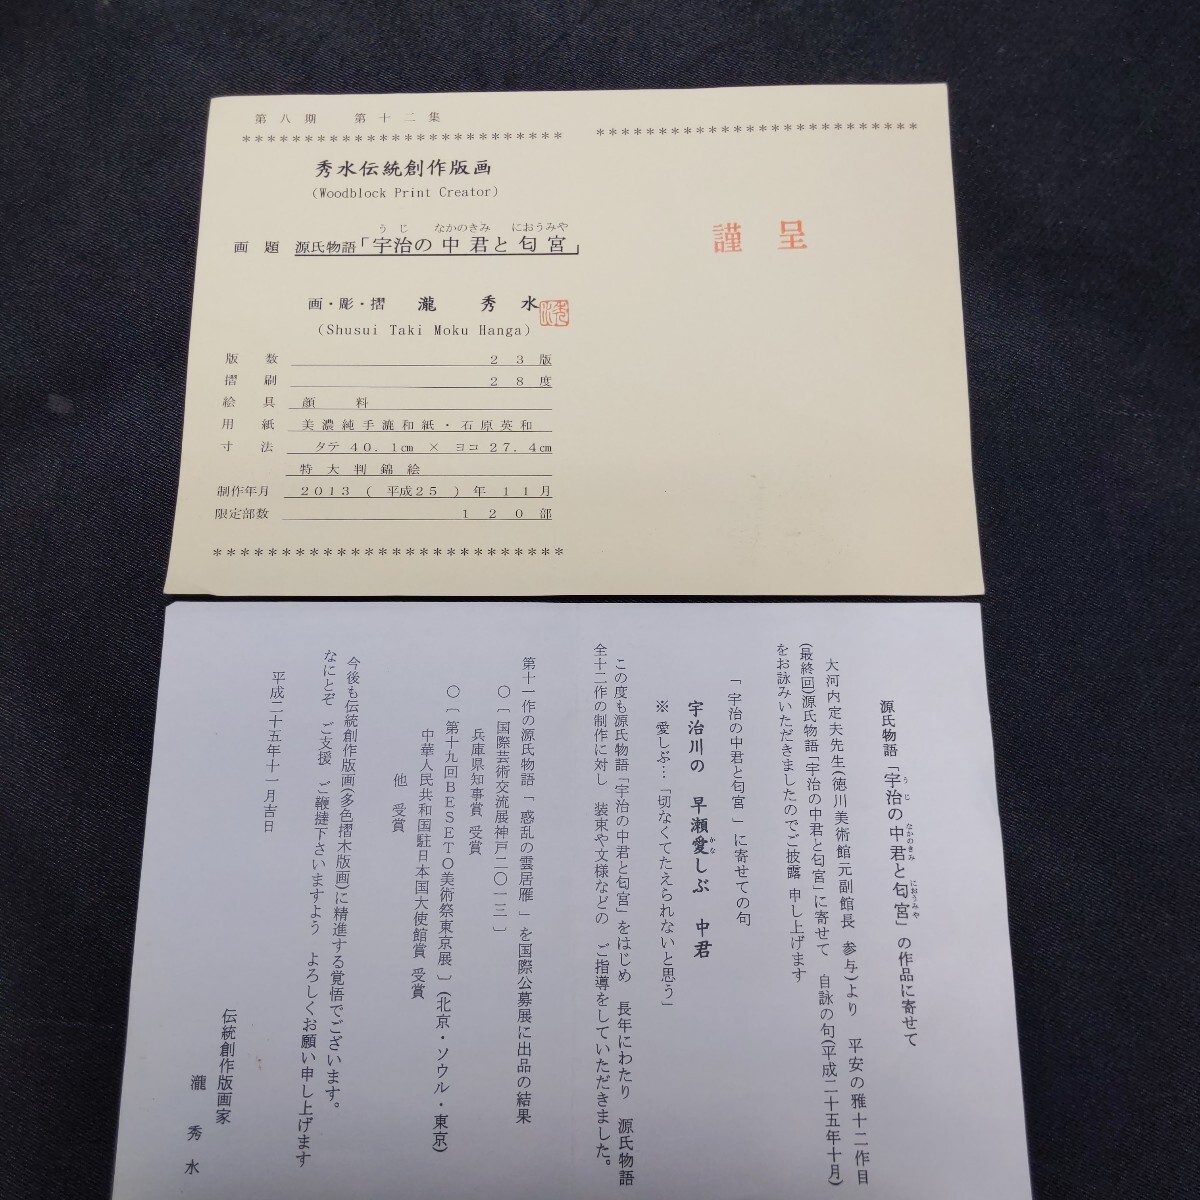 第八期　第十二集
**************************
秀水伝統創作版画
(Woodblock Print Creator)
うじ　なかのきみ　におうみや
画題　源氏物語「宇治の中君と匂宮」
画・彫・摺　瀧　秀水
(Shusui Taki Moku Hanga)
版数　２３版
摺刷　２８度
絵具　顔料
用紙　美濃純手漉和紙・石原英和
寸法　タテ４０．１㎝ × ヨコ２７．４㎝
特大判錦絵
制作年月　２０１３（平成２５）年１１月
限定部数　１２０部
**************************
**************************
謹呈
源氏物語「宇治の中君と匂宮」の作品に寄せて
うじ　なかのきみ　におうみや
大河内定夫先生(徳川美術館元副館長　参与)より　平安の雅十二作目
(最終回)源氏物語「宇治の中君と匂宮」に寄せて　自詠の句(平成二十五年十月)
をお詠みいただきましたのでご披露申し上げます
「宇治の中君と匂宮」に寄せての句
宇治川の　早瀬愛しぶ　中君
かな
※愛しぶ…「切なくてたえられないと思う」
この度も源氏物語「宇治の中君と匂宮」をはじめ　長年にわたり　源氏物語
全十二作の制作に対し　装束や文様などの　ご指導をしていただきました。
第十一作の源氏物語「惑乱の雲居雁」を国際公募展に出品の結果
○〔国際芸術交流展神戸二〇一三〕
兵庫県知事賞　受賞
○〔第十九回ＢＥＳＥＴＯ美術祭東京展〕(北京・ソウル・東京)
中華人民共和国駐日本国大使館賞　受賞
他　受賞
今後も伝統創作版画(多色摺木版画)に精進する覚悟でございます。
なにとぞ　ご支援　ご鞭撻下さいますよう　よろしくお願い申し上げます
平成二十五年十一月吉日
伝統創作版画家
瀧　秀水